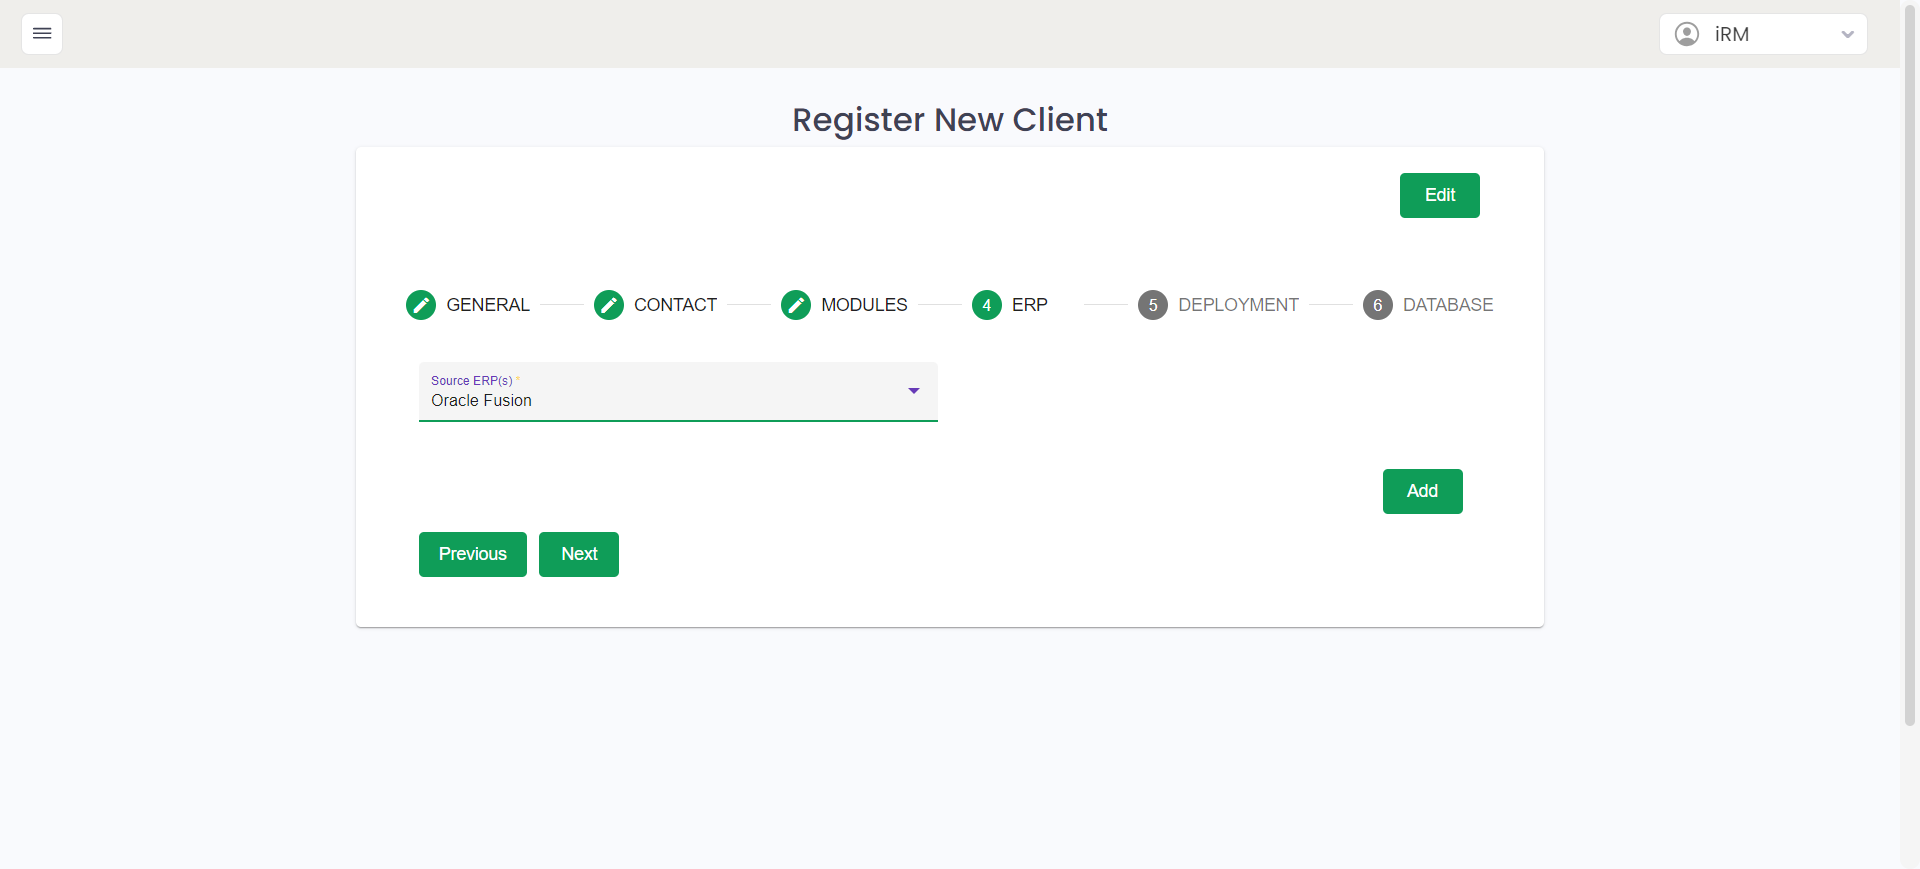 iRM
Register New Client
Edit
GENERAL CONTACT MODULES 4 ERP 5 DEPLOYMENT 6 DATABASE
Source ERP(s) *
Oracle Fusion
Add
Previous Next